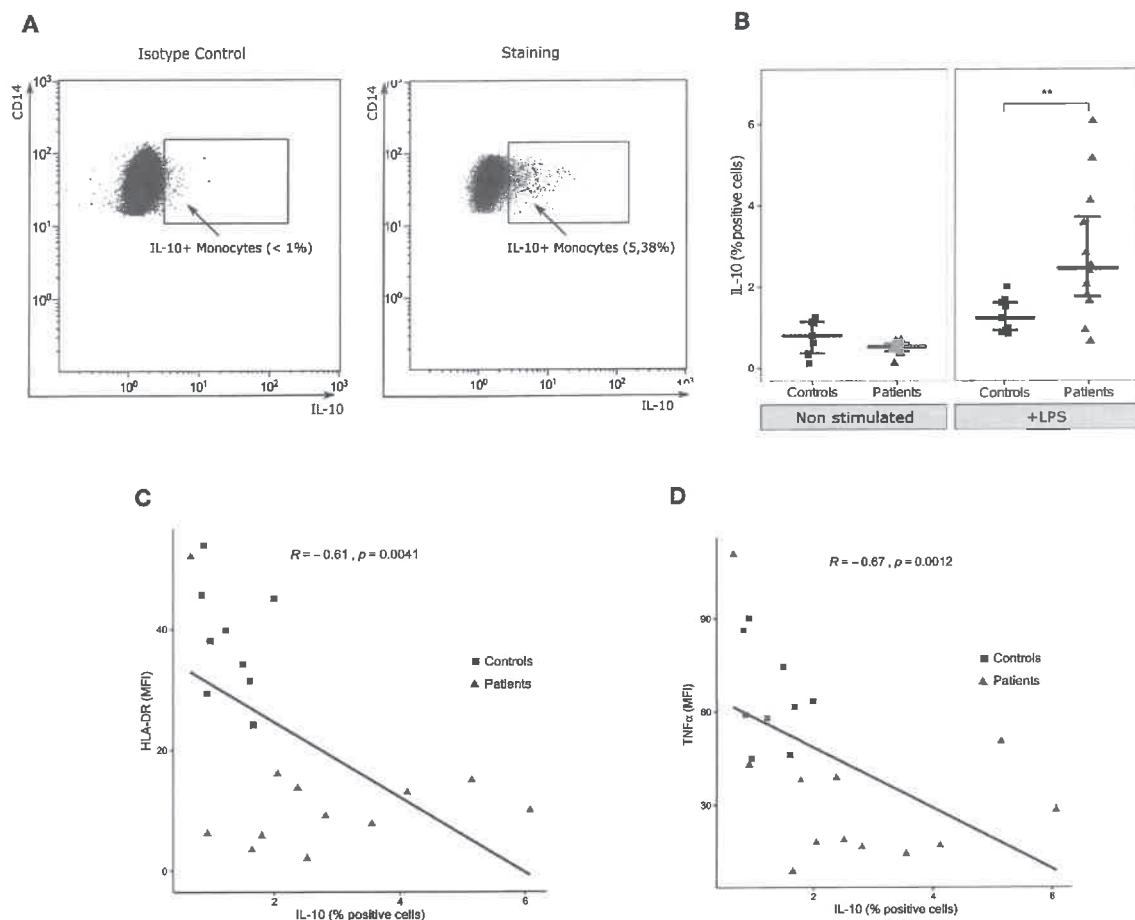 A
Isotype Control
Staining
CD14
10³
10²
10¹
10⁰
IL-10+ Monocytes (< 1%)
10⁰
10¹
10²
10³
IL-10
CD14
10³
10²
10¹
10⁰
IL-10+ Monocytes (5,38%)
10⁰
10¹
10²
10³
IL-10
B
IL-10 (% positive cells)
6
4
2
0
**
Controls
Patients
Controls
Patients
Non stimulated
+LPS
C
R = − 0.61 , p = 0.0041
HLA-DR (MFI)
40
20
0
Controls
Patients
2
4
6
IL-10 (% positive cells)
D
R = − 0.67 , p = 0.0012
TNFα (MFI)
90
60
30
Controls
Patients
2
4
6
IL-10 (% positive cells)